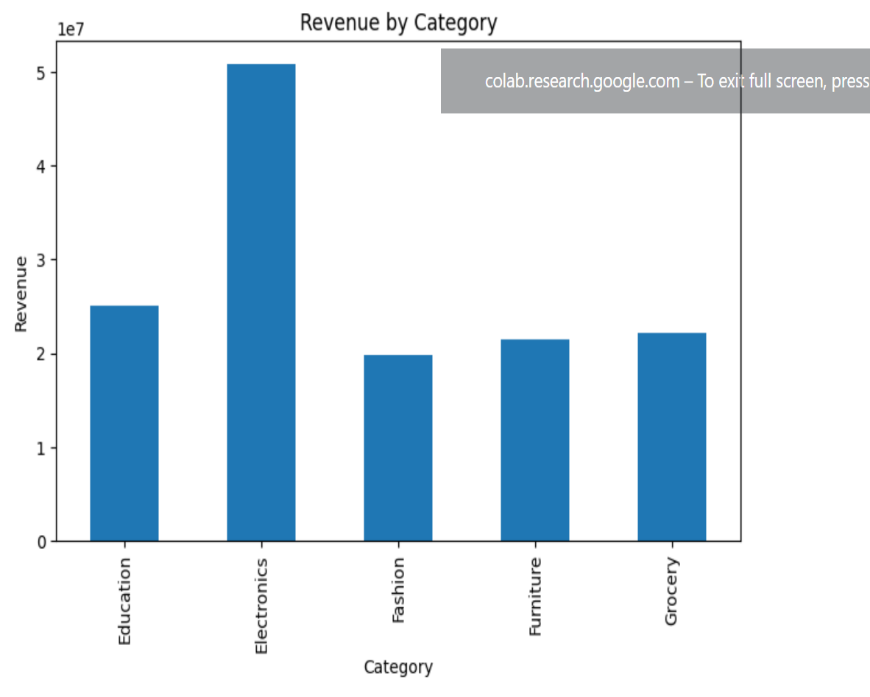 Revenue by Category
1e7
colab.research.google.com – To exit full screen, press
5
4
3
2
1
0
Revenue
Education
Electronics
Fashion
Furniture
Grocery
Category